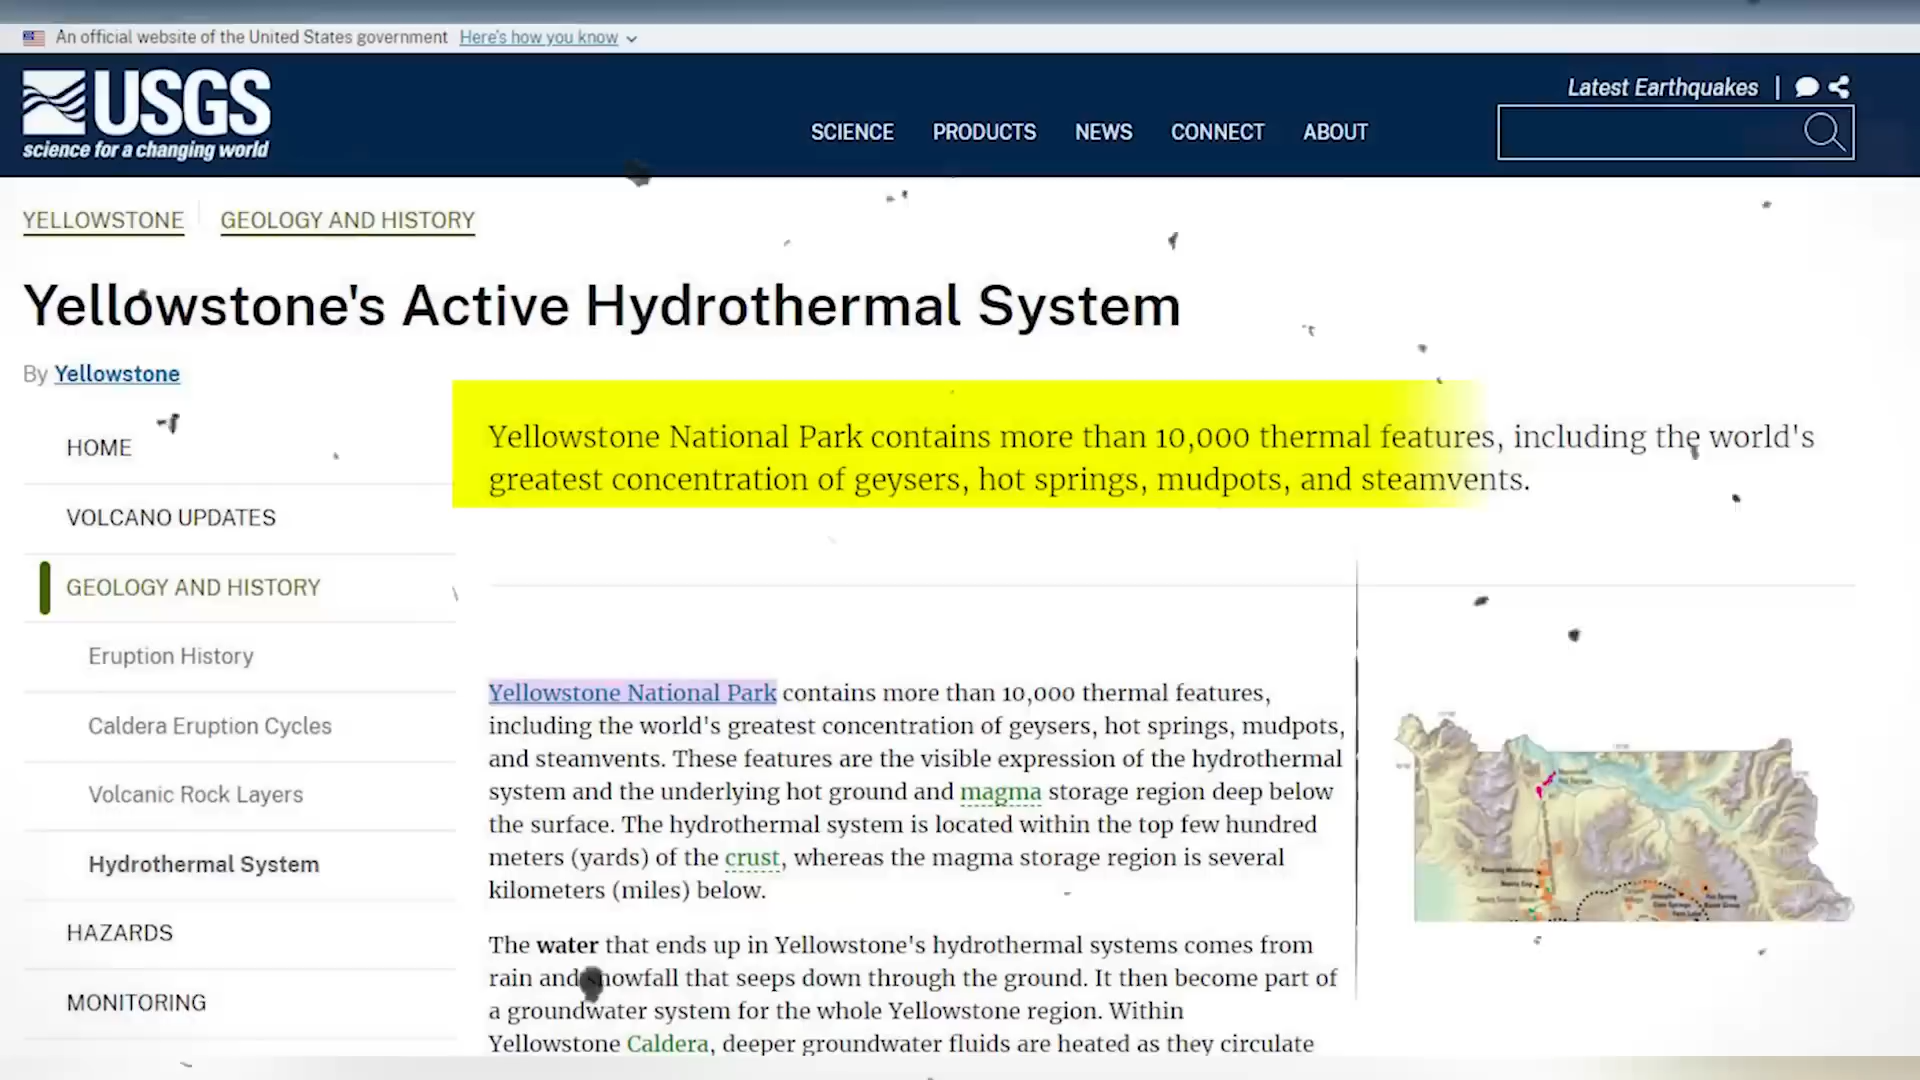 An official website of the United States government Here's how you know
USGS
science for a changing world
Latest Earthquakes
SCIENCE PRODUCTS NEWS CONNECT ABOUT
YELLOWSTONE GEOLOGY AND HISTORY
Yellowstone's Active Hydrothermal System
By Yellowstone
HOME
VOLCANO UPDATES
GEOLOGY AND HISTORY
Eruption History
Caldera Eruption Cycles
Volcanic Rock Layers
Hydrothermal System
HAZARDS
MONITORING
Yellowstone National Park contains more than 10,000 thermal features, including the world's
greatest concentration of geysers, hot springs, mudpots, and steamvents.
Yellowstone National Park contains more than 10,000 thermal features,
including the world's greatest concentration of geysers, hot springs, mudpots,
and steamvents. These features are the visible expression of the hydrothermal
system and the underlying hot ground and magma storage region deep below
the surface. The hydrothermal system is located within the top few hundred
meters (yards) of the crust, whereas the magma storage region is several
kilometers (miles) below.
The water that ends up in Yellowstone's hydrothermal systems comes from
rain and snowfall that seeps down through the ground. It then become part of
a groundwater system for the whole Yellowstone region. Within
Yellowstone Caldera, deeper groundwater fluids are heated as they circulate